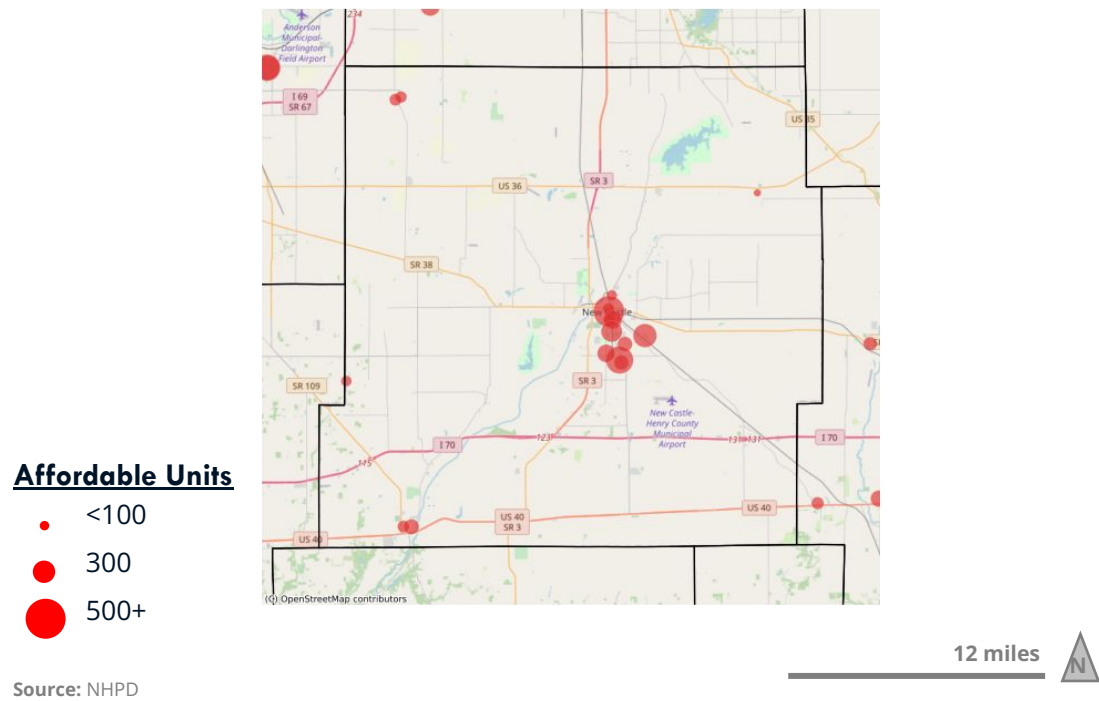 234
Anderson
Municipal-
Darlington
Field Airport
I 69
SR 67
US 35
US 36
SR 3
SR 38
New Castle
SR 109
SR 3
New Castle-
Henry County
Municipal
Airport
I 70
123
131
131
I 70
115
US 40
SR 3
US 40
US 40
(C) OpenStreetMap contributors
Affordable Units
<100
300
500+
12 miles
N
Source: NHPD